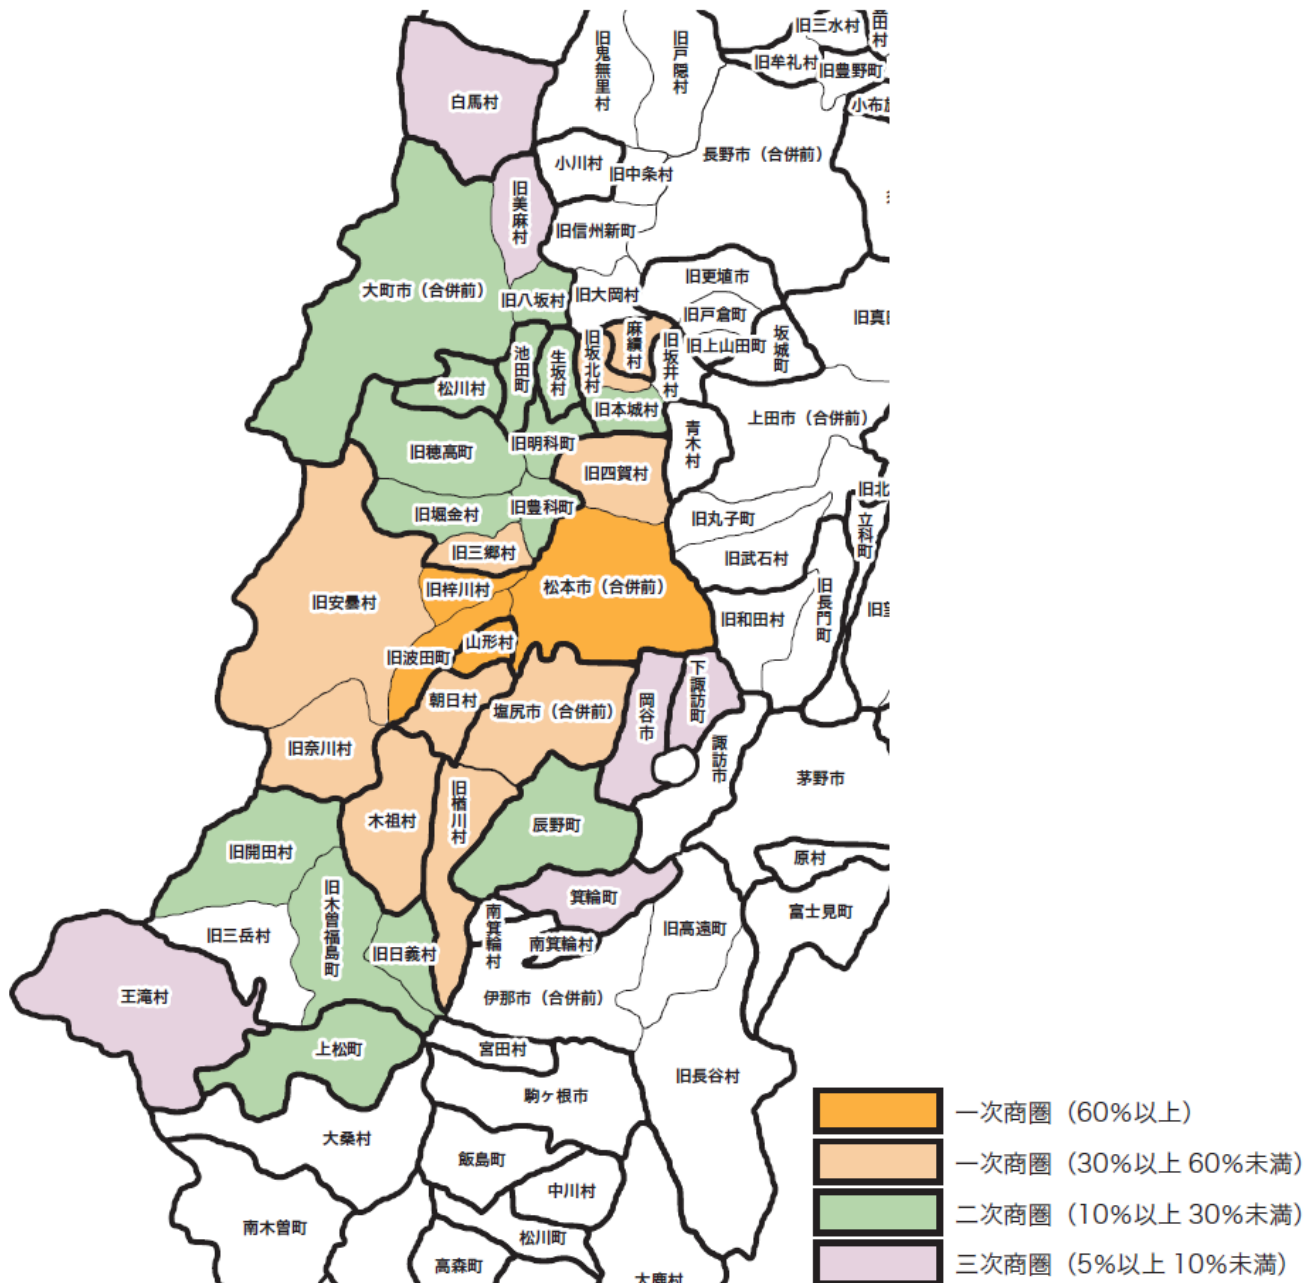 旧三水村
旧牟礼村
旧豊野町
旧鬼無里村
旧戸隠村
白馬村
長野市（合併前）
小川村
旧中条村
旧美麻村
旧信州新町
旧更埴市
大町市（合併前）
旧八坂村
旧大岡村
旧戸倉町
麻績村
旧坂北村
旧坂井村
旧上山田町
坂城町
池田町
生坂村
松川村
旧本城村
上田市（合併前）
青木村
旧穂高町
旧明科町
旧四賀村
旧堀金村
旧豊科町
旧丸子町
立科町
旧三郷村
旧武石村
旧安曇村
旧梓川村
松本市（合併前）
旧和田村
旧長門町
山形村
旧波田町
下諏訪町
朝日村
塩尻市（合併前）
岡谷市
旧奈川村
諏訪市
茅野市
木祖村
旧楢川村
辰野町
旧開田村
原村
旧木曽福島町
箕輪町
富士見町
旧三岳村
旧日義村
南箕輪村
南箕輪村
旧高遠町
王滝村
伊那市（合併前）
上松町
宮田村
旧長谷村
駒ヶ根市
大桑村
飯島町
中川村
南木曽町
松川町
高森町
大鹿村
一次商圏（60%以上）
一次商圏（30%以上 60%未満）
二次商圏（10%以上 30%未満）
三次商圏（5%以上 10%未満）